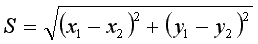 S = √((x₁ − x₂)² + (y₁ − y₂)²)